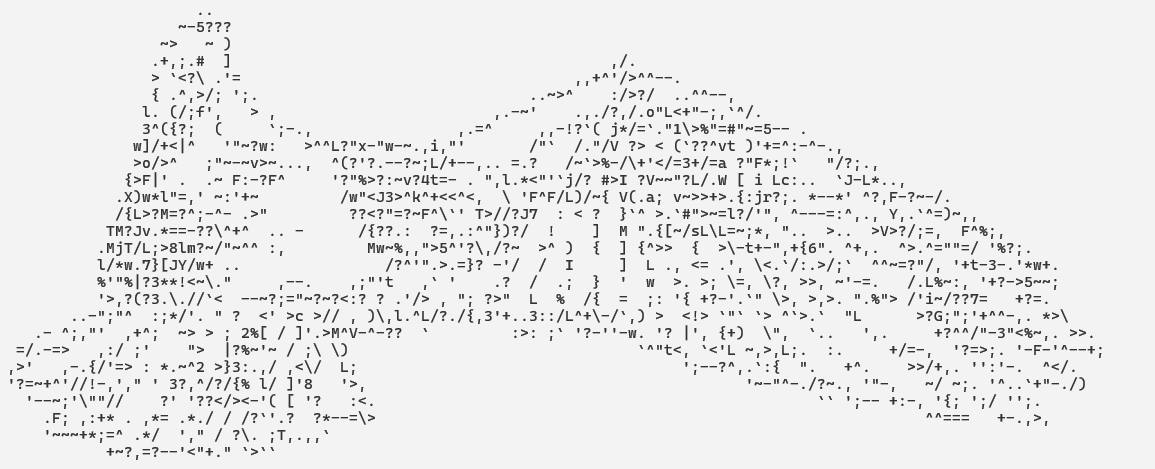 ..
~–5???
~>   ~ )
.+,;.#  ]                                          ,/.
> `<?\ .'=                                     ,,+^'/>^^––.
{ .^,>/; ';.                              ..~>^    :/>?/  ..^^––,
l. (/;f',   > ,                        ,.–~'    .,./?,/.o"L<+"–;,`^/.
3^({?;  (     `;–.,                ,.=^     ,,–!?`( j*/=`."1\>%"=#"~=5–– .
w]/+<|^   '"~?w:   >^^L?"x–"w–~.,i,"'       /"`  /."/V ?> < (`??^vt )'+=^:–^–.,
>o/>^   ;"~–~v>~...,  ^(?'?.––?~;L/+––,.. =.?   /~`>%–/\+'</=3+/=a ?"F*;!`   "/?;.,
{>F|' .  .~ F:–?F^     '?"%>?:~v?4t=– . ",l.*<"'`j/? #>I ?V~~"?L/.W [ i Lc:..  `J–L*..,
.X)w*l"=,' ~:'+~         /w"<J3>^k^+<<^<,  \ 'F^F/L)/~{ V(.a; v~>>+>.{:jr?;. *––*' ^?,F–?~–/.
/{L>?M=?^;–^– .>"         ??<?"=?~F^\`' T>//?J7  : < ? }`^ >.`#">~=l?/'", ^–––=:^,., Y,.`^=)~,,
TM?Jv.*==–??\^+^  .. –      /{??.:  ?=,.:^"})?/  !    ]  M ".{[~/sL\L=~;*, "..  >..  >V>?/;=,  F^%;,
.MjT/L;>8lm?~/"~^^ :,         Mw~%,,">5^'?\,/?~  >^ )  {  ] {^>>  {  >\–t+–",+{6". ^+,.  ^>.^=""=/ '%?;.
l/*w.7}[JY/w+ ..                /?^'".>.=}? –'/  /  I     ]  L ., <= .', \<.`/:.>/;`  ^^~=?"/, '+t–3–.'*w+.
%'"%|?3**!<~\."     ,––.    ,;"'t   ,` '    .?  /  .;  }  '  w  >. >; \=, \?, >>, ~'–=.   /.L%~:, '+?–>5~~;
'>,?(?3.\.//`<  ––~?;="~?~?<:? ? .'/> , "; ?>"  L  %  /{  =  ;: '{ +?–'.`" \>, >,>. ".%"> /'i~/??7=   +?=.
..–";"^  :;*/'. " ?  <' >c >// , )\,l.^L/?./{,3'+..3::/L^+\–/`,) >  <!> `"` `> ^`>.`  "L      >?G;";'+^^–,. *>\
.– ^;,"''  ,+^;  ~> > ; 2%[ / ]'.>M^V–^–??  `         :>: ;` '?–''–w. '? |', {+)  \",  `..   ',.     +?^^/"–3"<%~,. >>.
=/.–=>   ,:/ ;'    ">  |?%~'~ / ;\ \)                                `^"t<, `<'L ~,>,L;.  :.     +/=–,  '?=>;. '–F–'^––+;
,>'   ,–.{/'=> : *.~^2 >}3:.,/ ,<\/  L;                                    ';––?^,.`:{  ".   +^.    >>/+,. '':'–.  ^</.
'?=~+^'//!–,'," ' 3?,^/?/{% l/ ]'8   '>,                                          '~–"^–./?~., '"–,   ~/ ~;. '^..`+"–./)
'––~;'\""//    ?' '??</><–'( [ '?   :<.                                                 `` ';–– +:–, '{; ';/ '';.
.F; ,:+* . ,*= .*./ / /?`'.?  ?*––=\>                                                             ^^===   +–.,>,
'~~~+*;=^ .*/  '," / ?\. ;T,.,,`
+~?,=?––'<"+." `>``